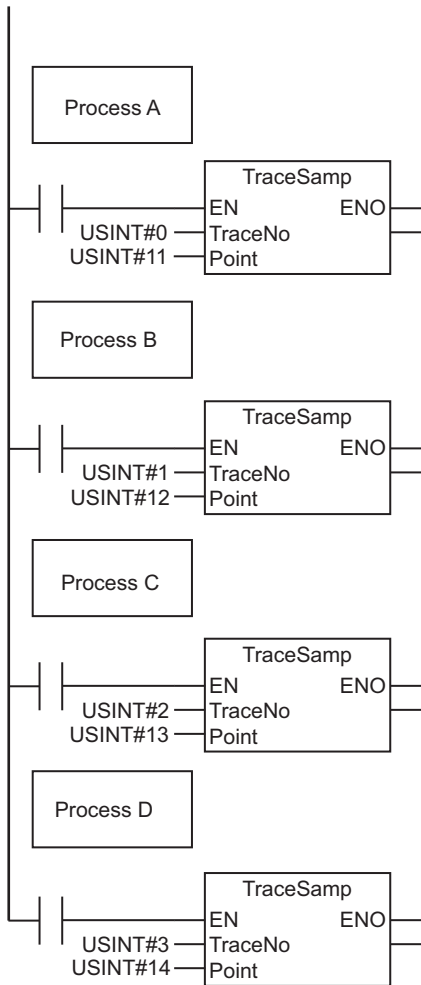 Process A
TraceSamp
EN ENO
USINT#0 TraceNo
USINT#11 Point
Process B
TraceSamp
EN ENO
USINT#1 TraceNo
USINT#12 Point
Process C
TraceSamp
EN ENO
USINT#2 TraceNo
USINT#13 Point
Process D
TraceSamp
EN ENO
USINT#3 TraceNo
USINT#14 Point